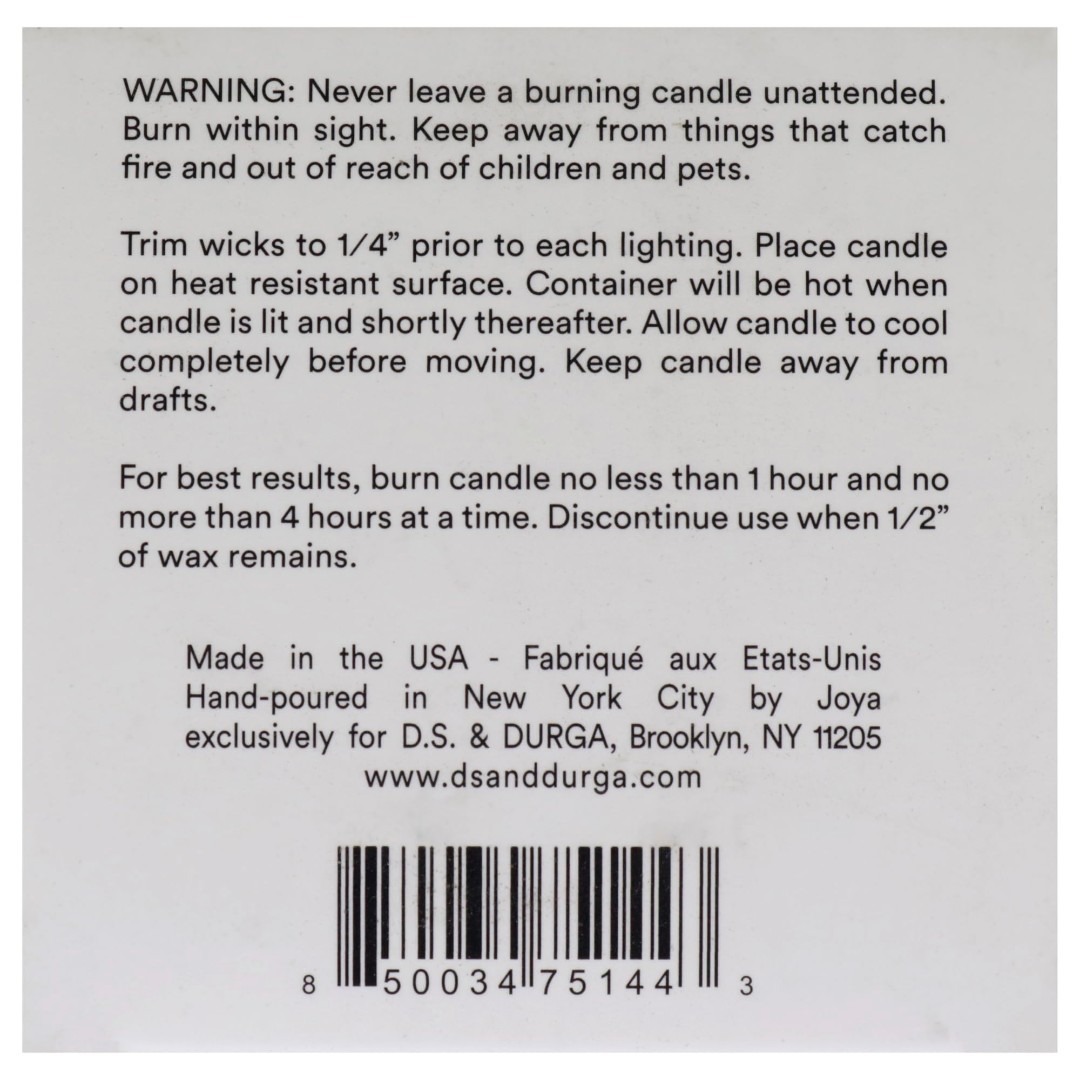 WARNING: Never leave a burning candle unattended.
Burn within sight. Keep away from things that catch
fire and out of reach of children and pets.
Trim wicks to 1/4” prior to each lighting. Place candle
on heat resistant surface. Container will be hot when
candle is lit and shortly thereafter. Allow candle to cool
completely before moving. Keep candle away from
drafts.
For best results, burn candle no less than 1 hour and no
more than 4 hours at a time. Discontinue use when 1/2”
of wax remains.
Made in the USA - Fabriqué aux Etats-Unis
Hand-poured in New York City by Joya
exclusively for D.S. & DURGA, Brooklyn, NY 11205
www.dsanddurga.com
8 50034 75144 3